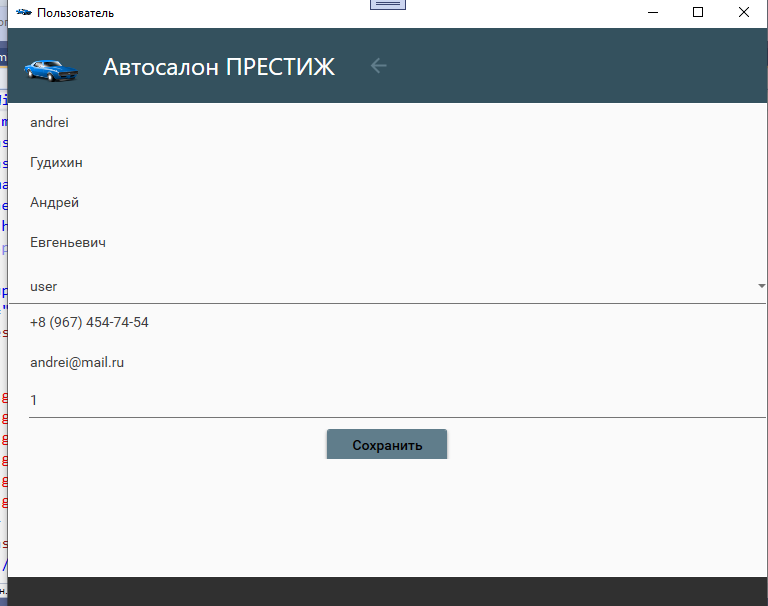 Пользователь
Автосалон ПРЕСТИЖ
andrei
Гудихин
Андрей
Евгеньевич
user
+8 (967) 454-74-54
andrei@mail.ru
1
Сохранить